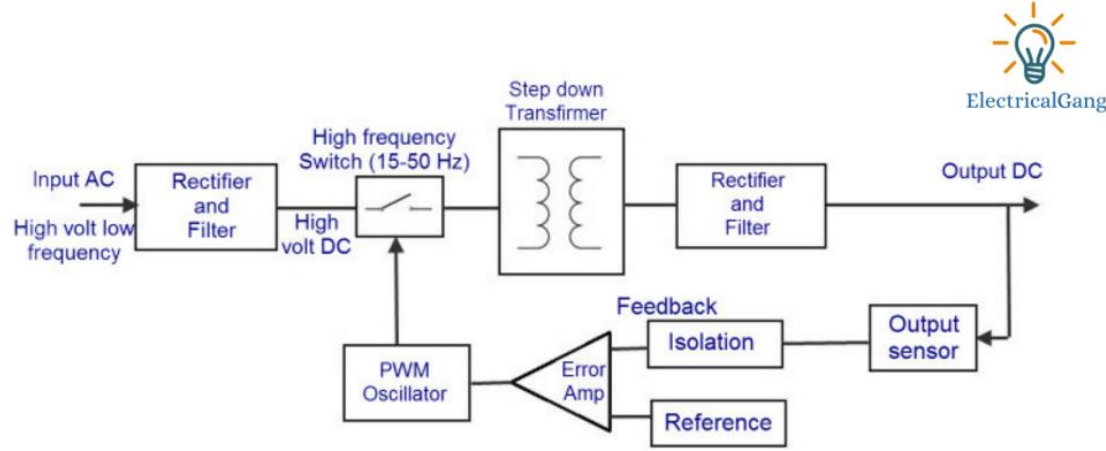 ElectricalGang
Step down
Transfirmer
High frequency
Switch (15-50 Hz)
Input AC
High volt low
frequency
Rectifier
and
Filter
High
volt DC
Rectifier
and
Filter
Output DC
Feedback
Isolation
Output
sensor
PWM
Oscillator
Error
Amp
Reference